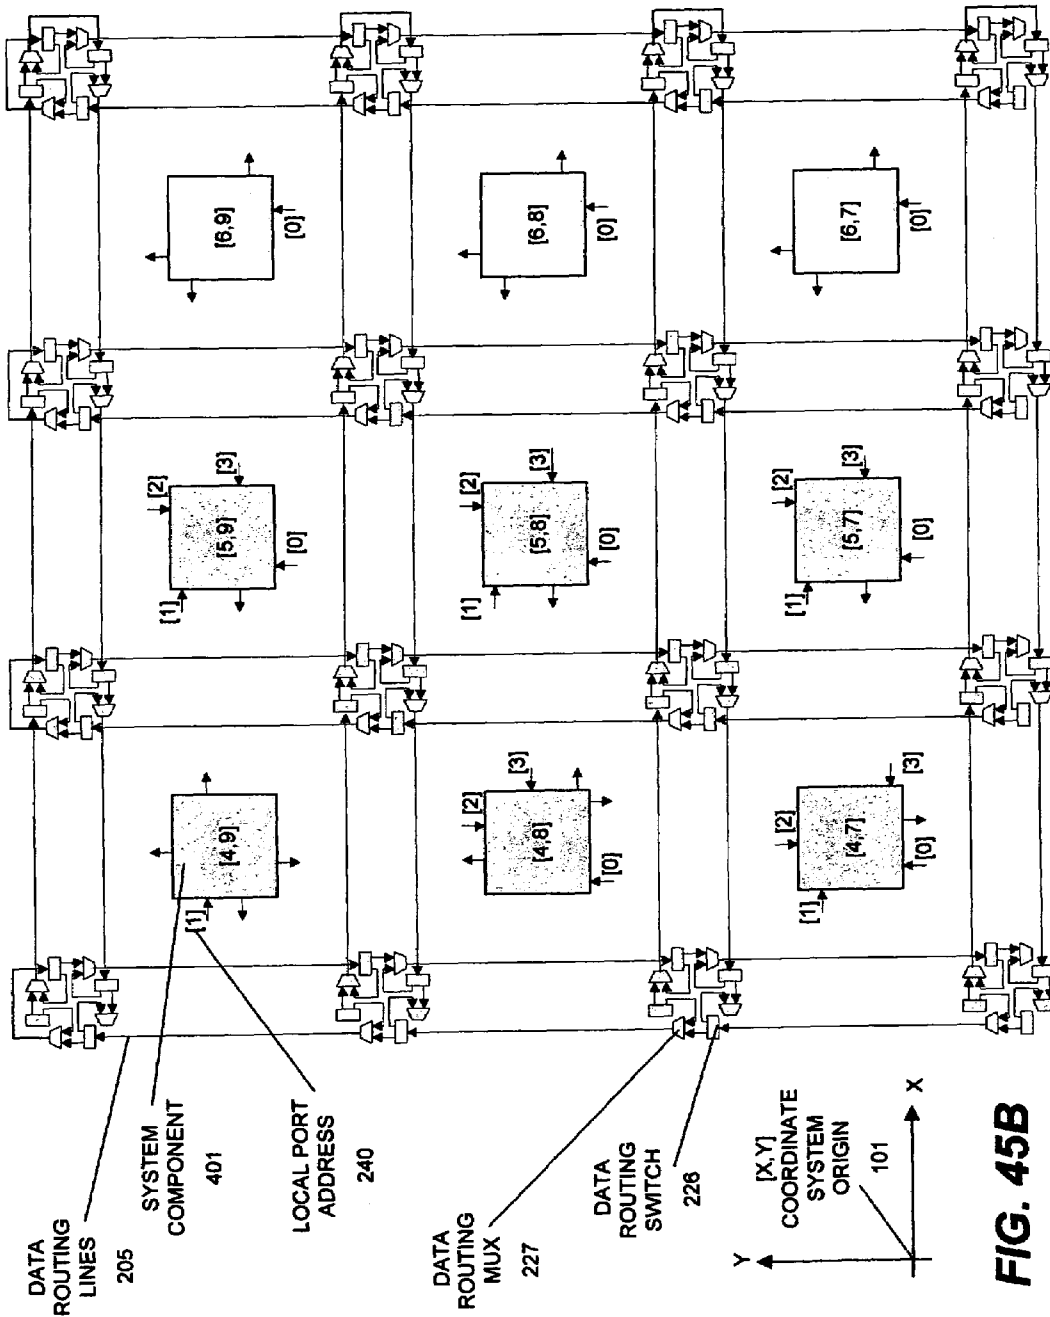 DATA
ROUTING
LINES
205
SYSTEM
COMPONENT
401
LOCAL PORT
ADDRESS
240
DATA
ROUTING
MUX
227
DATA
ROUTING
SWITCH
226
[X,Y]
COORDINATE
SYSTEM
ORIGIN
101
Y
X
[1]
[4,9]
[1]
[2]
[5,9]
[3]
[0]
[6,9]
[0]
[2]
[3]
[4,8]
[0]
[1]
[2]
[5,8]
[3]
[0]
[6,8]
[0]
[1]
[2]
[4,7]
[3]
[0]
[1]
[2]
[5,7]
[3]
[0]
[6,7]
[0]
FIG. 45B